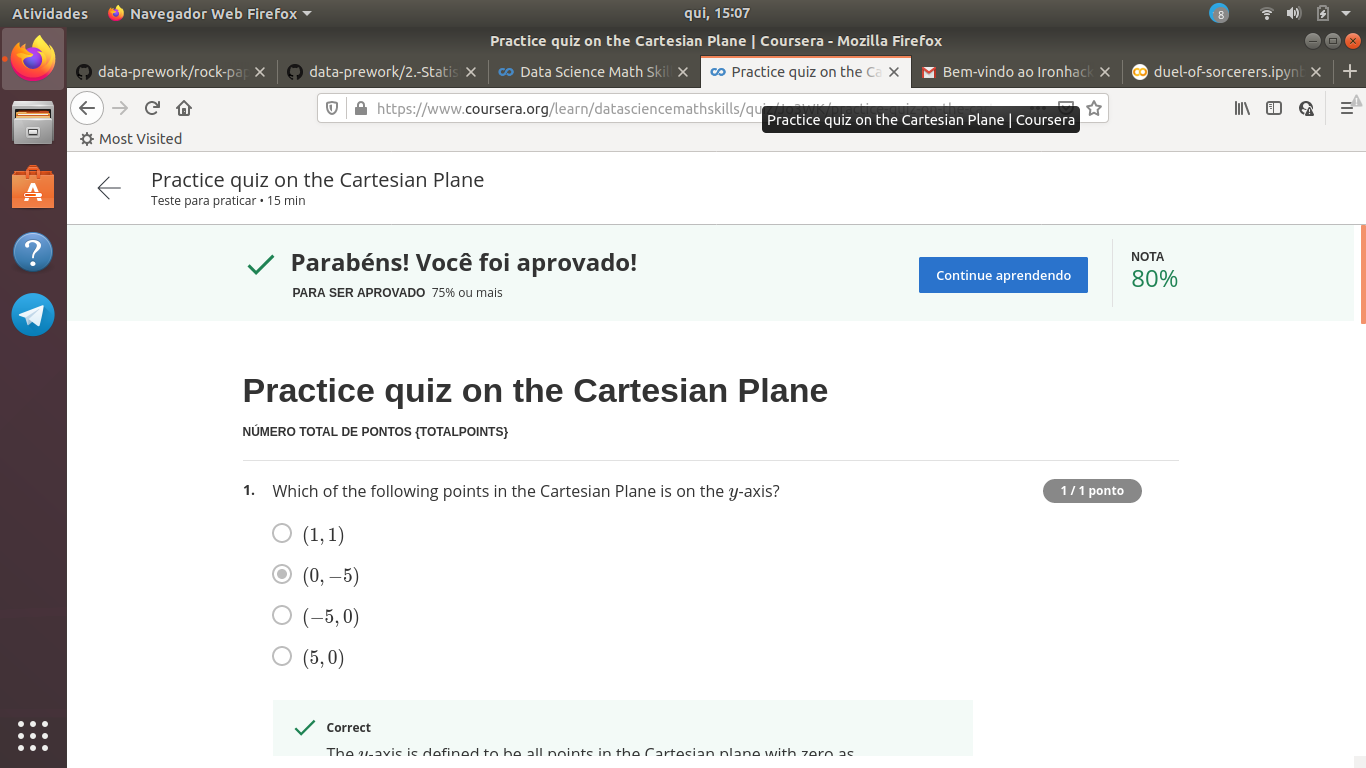 Atividades Navegador Web Firefox qui, 15:07 8
Practice quiz on the Cartesian Plane | Coursera - Mozilla Firefox
data-prework/rock-pap data-prework/2.-Statis Data Science Math Skil Practice quiz on the Ca Bem-vindo ao Ironhack duel-of-sorcerers.ipynb
https://www.coursera.org/learn/datasciencemathskills/quiz
Practice quiz on the Cartesian Plane | Coursera
Most Visited
Practice quiz on the Cartesian Plane
Teste para praticar • 15 min
Parabéns! Você foi aprovado!
PARA SER APROVADO 75% ou mais
Continue aprendendo
NOTA
80%
Practice quiz on the Cartesian Plane
NÚMERO TOTAL DE PONTOS {TOTALPOINTS}
1. Which of the following points in the Cartesian Plane is on the y-axis? 1 / 1 ponto
(1, 1)
(0, −5)
(−5, 0)
(5, 0)
Correct
The y-axis is defined to be all points in the Cartesian plane with zero as